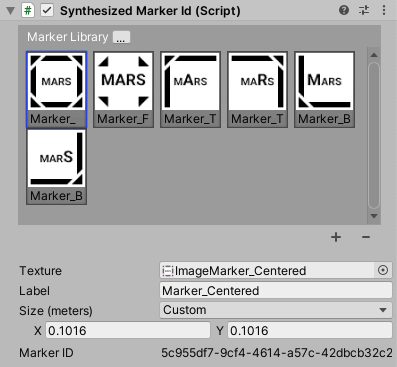 Synthesized Marker Id (Script)
Marker Library ...
MARS MARS MARS MARS MARS
Marker_ Marker_F Marker_T Marker_T Marker_B
MARS
Marker_B
Texture ImageMarker_Centered
Label Marker_Centered
Size (meters) Custom
X 0.1016 Y 0.1016
Marker ID 5c955df7-9cf4-4614-a57c-42dbcb32c2